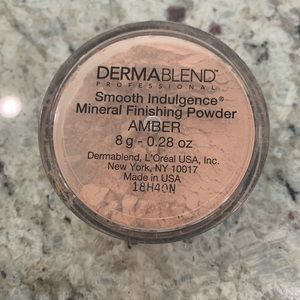 DERMABLEND
PROFESSIONAL
Smooth Indulgence®
Mineral Finishing Powder
AMBER
8 g - 0.28 oz
Dermablend, L'Oréal USA, Inc.
New York, NY 10017
Made in USA
18H40N